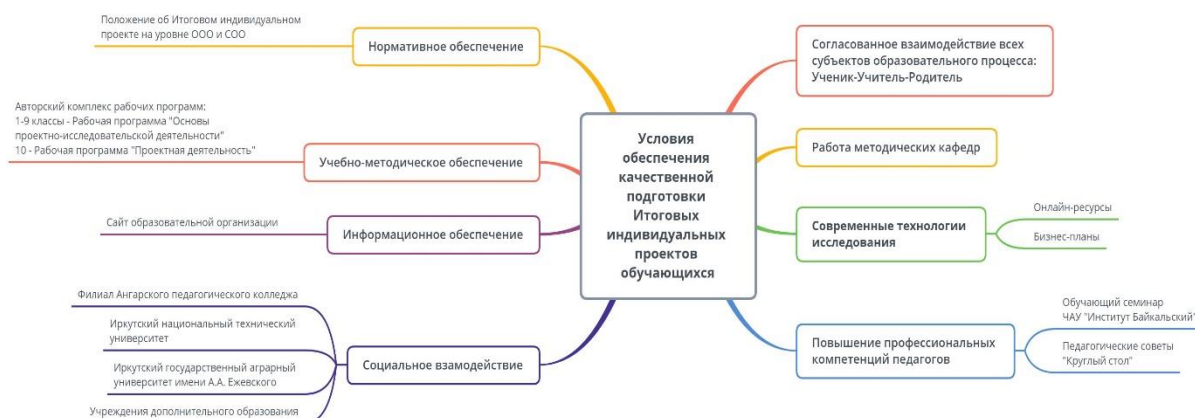 Положение об Итоговом индивидуальном
проекте на уровне ООО и СОО
Нормативное обеспечение
Авторский комплекс рабочих программ:
1-9 классы - Рабочая программа "Основы
проектно-исследовательской деятельности"
10 - Рабочая программа "Проектная деятельность"
Учебно-методическое обеспечение
Сайт образовательной организации
Информационное обеспечение
Филиал Ангарского педагогического колледжа
Иркутский национальный технический
университет
Иркутский государственный аграрный
университет имени А.А. Ежевского
Учреждения дополнительного образования
Социальное взамодействие
Условия
обеспечения
качественной
подготовки
Итоговых
индивидуальных
проектов
обучающихся
Согласованное взаимодействие всех
субъектов образовательного процесса:
Ученик-Учитель-Родитель
Работа методических кафедр
Современные технологии
исследования
Онлайн-ресурсы
Бизнес-планы
Повышение профессиональных
компетенций педагогов
Обучающий семинар
ЧАУ "Институт Байкальский"
Педагогические советы
"Круглый стол"